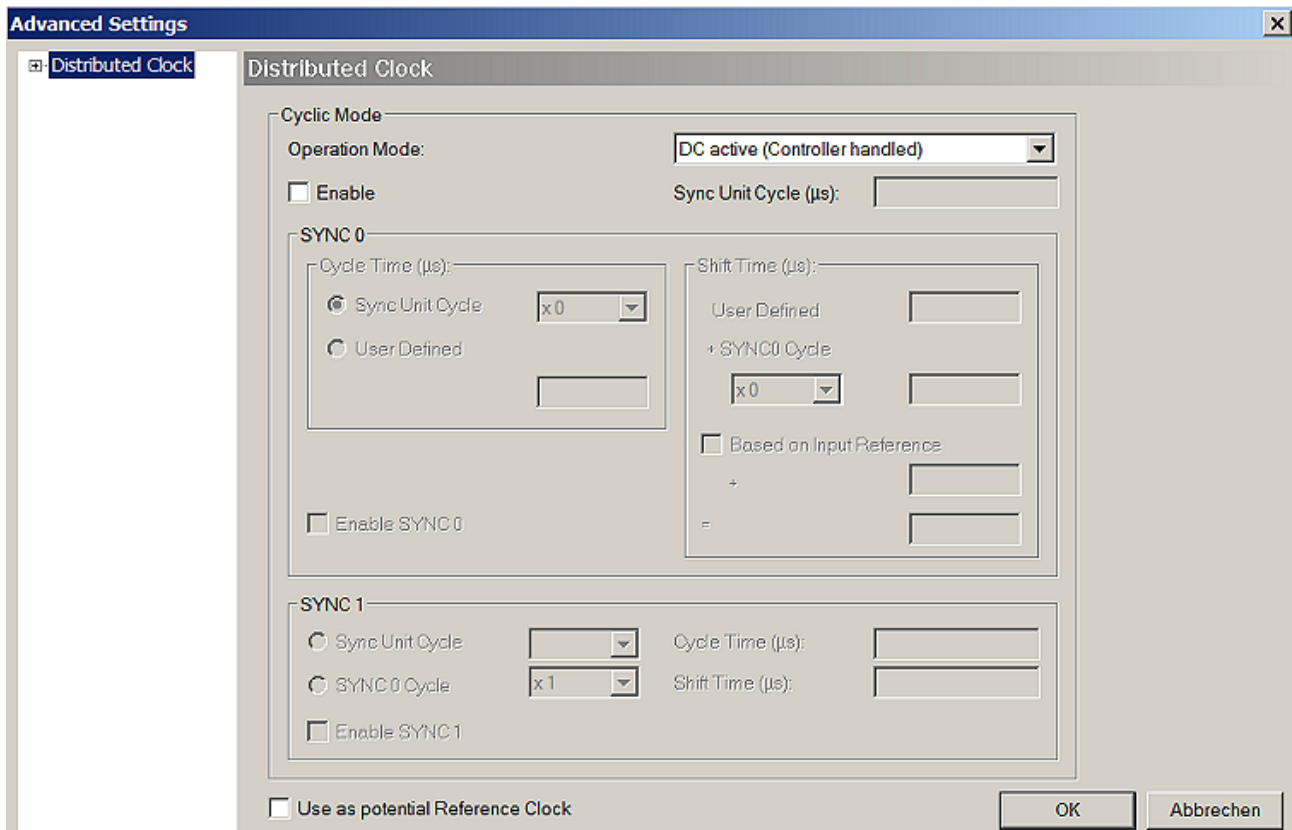 Advanced Settings
Distributed Clock
Distributed Clock
Cyclic Mode
Operation Mode: DC active (Controller handled)
Enable Sync Unit Cycle (µs):
SYNC 0
Cycle Time (µs): Shift Time (µs):
Sync Unit Cycle x 0 User Defined
User Defined + SYNC0 Cycle
x 0
Based on Input Reference
+
Enable SYNC 0 =
SYNC 1
Sync Unit Cycle Cycle Time (µs):
SYNC 0 Cycle x 1 Shift Time (µs):
Enable SYNC 1
Use as potential Reference Clock OK Abbrechen